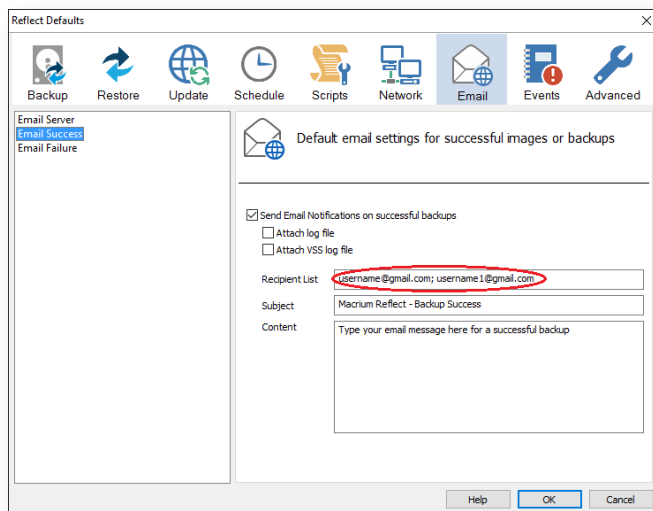 Reflect Defaults
Backup Restore Update Schedule Scripts Network Email Events Advanced
Email Server
Email Success
Email Failure
Default email settings for successful images or backups
Send Email Notifications on successful backups
Attach log file
Attach VSS log file
Recipient List username@gmail.com; username1@gmail.com
Subject Macrium Reflect - Backup Success
Content Type your email message here for a successful backup
Help OK Cancel